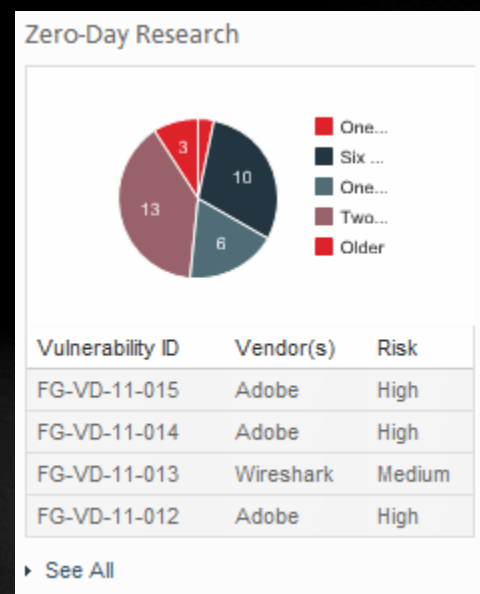 Zero-Day Research
3
10
13
6
One...
Six ...
One...
Two...
Older
Vulnerability ID Vendor(s) Risk
FG-VD-11-015 Adobe High
FG-VD-11-014 Adobe High
FG-VD-11-013 Wireshark Medium
FG-VD-11-012 Adobe High
See All